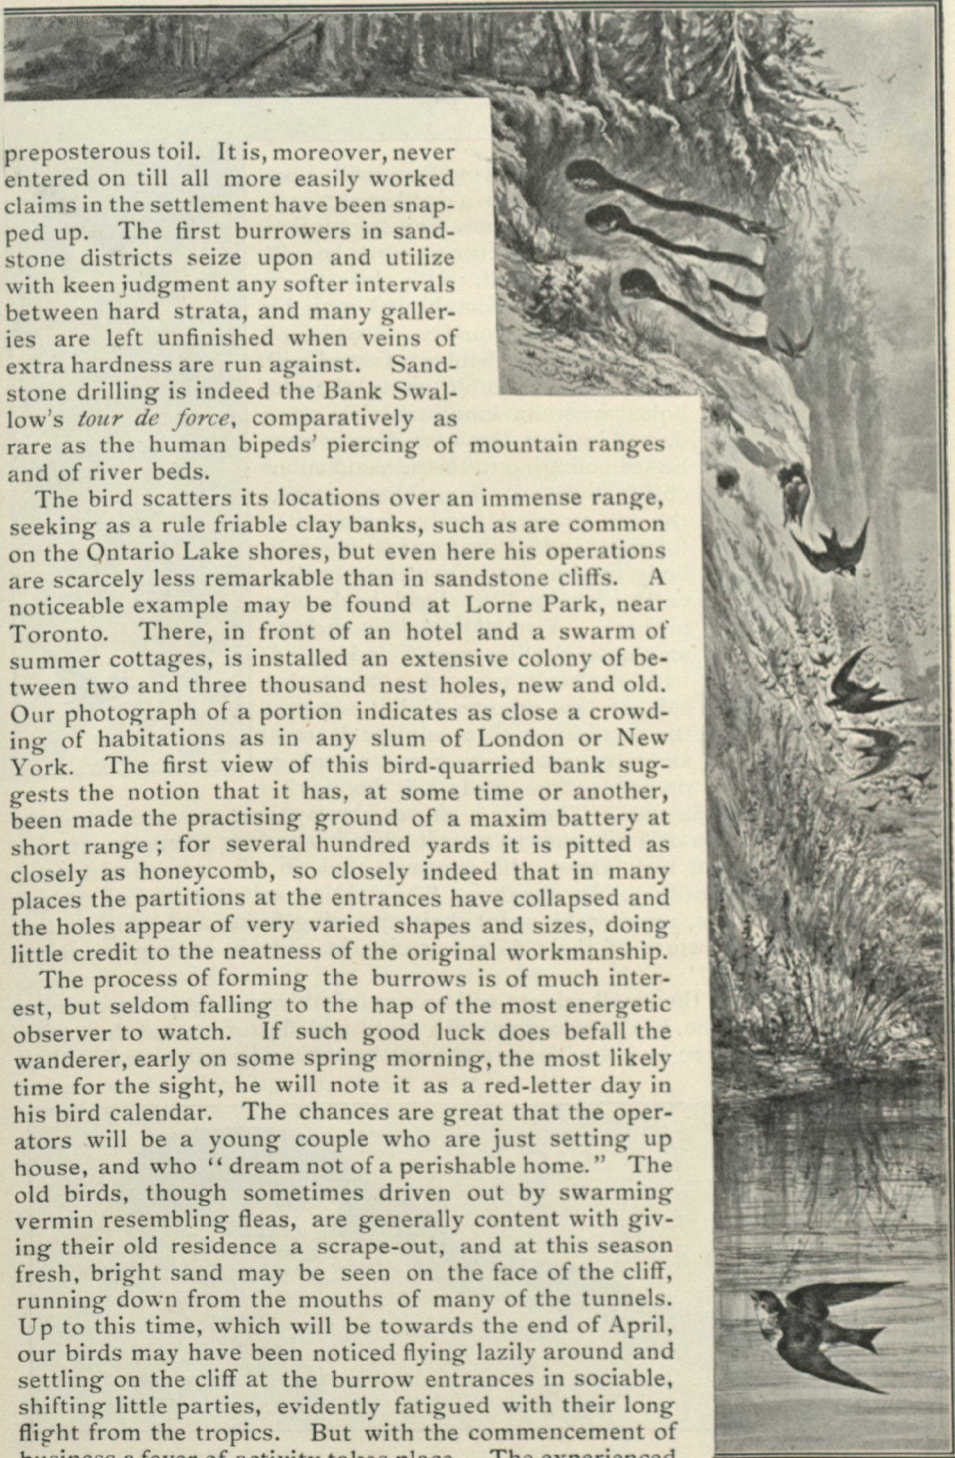 preposterous toil. It is, moreover, never
entered on till all more easily worked
claims in the settlement have been snap-
ped up. The first burrowers in sand-
stone districts seize upon and utilize
with keen judgment any softer intervals
between hard strata, and many galler-
ies are left unfinished when veins of
extra hardness are run against. Sand-
stone drilling is indeed the Bank Swal-
low's tour de force, comparatively as
rare as the human bipeds' piercing of mountain ranges
and of river beds.
The bird scatters its locations over an immense range,
seeking as a rule friable clay banks, such as are common
on the Ontario Lake shores, but even here his operations
are scarcely less remarkable than in sandstone cliffs. A
noticeable example may be found at Lorne Park, near
Toronto. There, in front of an hotel and a swarm of
summer cottages, is installed an extensive colony of be-
tween two and three thousand nest holes, new and old.
Our photograph of a portion indicates as close a crowd-
ing of habitations as in any slum of London or New
York. The first view of this bird-quarried bank sug-
gests the notion that it has, at some time or another,
been made the practising ground of a maxim battery at
short range; for several hundred yards it is pitted as
closely as honeycomb, so closely indeed that in many
places the partitions at the entrances have collapsed and
the holes appear of very varied shapes and sizes, doing
little credit to the neatness of the original workmanship.
The process of forming the burrows is of much inter-
est, but seldom falling to the hap of the most energetic
observer to watch. If such good luck does befall the
wanderer, early on some spring morning, the most likely
time for the sight, he will note it as a red-letter day in
his bird calendar. The chances are great that the oper-
ators will be a young couple who are just setting up
house, and who "dream not of a perishable home." The
old birds, though sometimes driven out by swarming
vermin resembling fleas, are generally content with giv-
ing their old residence a scrape-out, and at this season
fresh, bright sand may be seen on the face of the cliff,
running down from the mouths of many of the tunnels.
Up to this time, which will be towards the end of April,
our birds may have been noticed flying lazily around and
settling on the cliff at the burrow entrances in sociable,
shifting little parties, evidently fatigued with their long
flight from the tropics. But with the commencement of
business a fever of activity takes place. The experienced